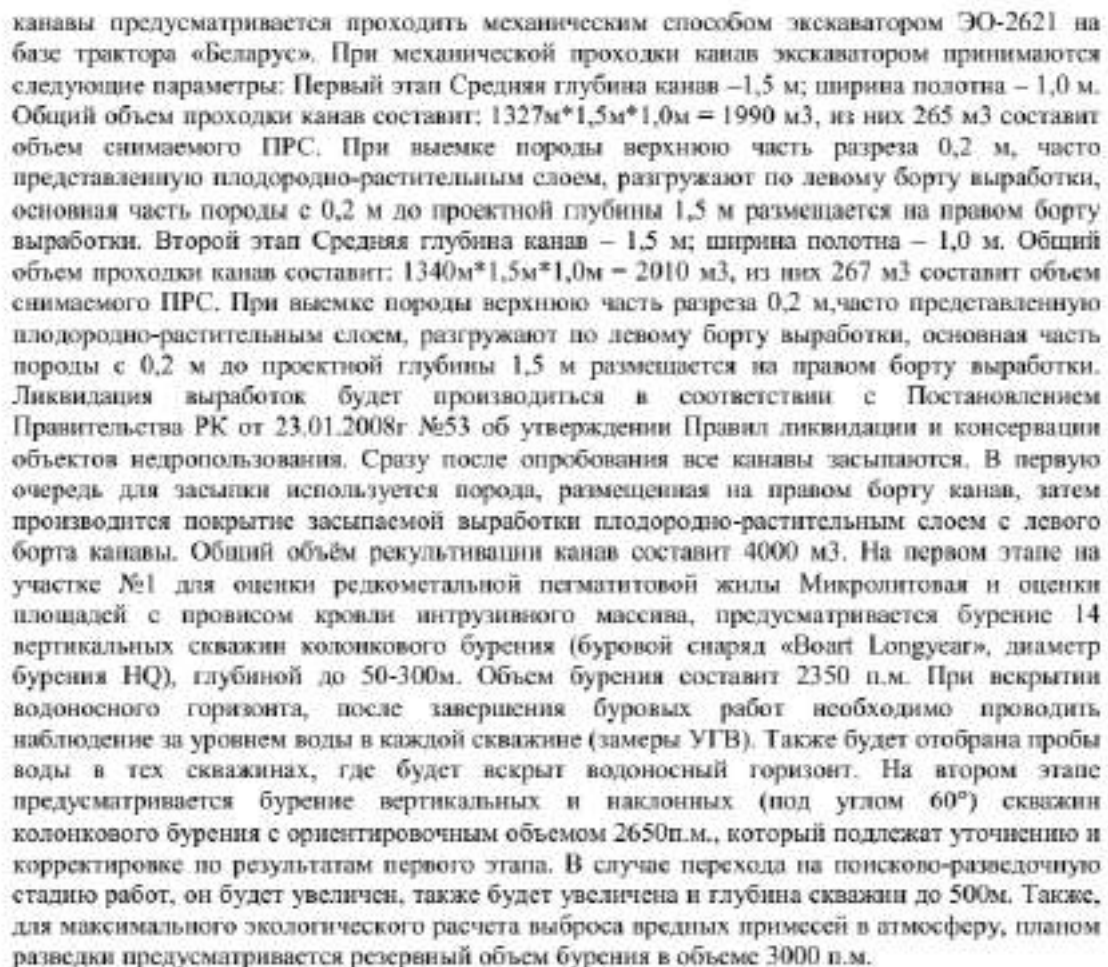 канавы предусматривается проходить механическим способом экскаватором ЭО-2621 на
базе трактора «Беларус». При механической проходки канав экскаватором принимаются
следующие параметры: Первый этап Средняя глубина канав –1,5 м; ширина полотна – 1,0 м.
Общий объем проходки канав составит: 1327м*1,5м*1,0м = 1990 м3, из них 265 м3 составит
объем снимаемого ПРС. При выемке породы верхнюю часть разреза 0,2 м, часто
представленную плодородно-растительным слоем, разгружают по левому борту выработки,
основная часть породы с 0,2 м до проектной глубины 1,5 м размещается на правом борту
выработки. Второй этап Средняя глубина канав – 1,5 м; ширина полотна – 1,0 м. Общий
объем проходки канав составит: 1340м*1,5м*1,0м = 2010 м3, из них 267 м3 составит объем
снимаемого ПРС. При выемке породы верхнюю часть разреза 0,2 м,часто представленную
плодородно-растительным слоем, разгружают по левому борту выработки, основная часть
породы с 0,2 м до проектной глубины 1,5 м размещается на правом борту выработки.
Ликвидация выработок будет производиться в соответствии с Постановлением
Правительства РК от 23.01.2008г №53 об утверждении Правил ликвидации и консервации
объектов недропользования. Сразу после опробования все канавы засыпаются. В первую
очередь для засыпки используется порода, размещенная на правом борту канав, затем
производится покрытие засыпаемой выработки плодородно-растительным слоем с левого
борта канавы. Общий объём рекультивации канав составит 4000 м3. На первом этапе на
участке №1 для оценки редкометальной пегматитовой жилы Микролитовая и оценки
площадей с провисом кровли интрузивного массива, предусматривается бурение 14
вертикальных скважин колонкового бурения (буровой снаряд «Boart Longyear», диаметр
бурения HQ), глубиной до 50-300м. Объем бурения составит 2350 п.м. При вскрытии
водоносного горизонта, после завершения буровых работ необходимо проводить
наблюдение за уровнем воды в каждой скважине (замеры УГВ). Также будет отобрана пробы
воды в тех скважинах, где будет вскрыт водоносный горизонт. На втором этапе
предусматривается бурение вертикальных и наклонных (под углом 60°) скважин
колонкового бурения с ориентировочным объемом 2650п.м., который подлежат уточнению и
корректировке по результатам первого этапа. В случае перехода на поисково-разведочную
стадию работ, он будет увеличен, также будет увеличена и глубина скважин до 500м. Также,
для максимального экологического расчета выброса вредных примесей в атмосферу, планом
разведки предусматривается резервный объем бурения в объеме 3000 п.м.